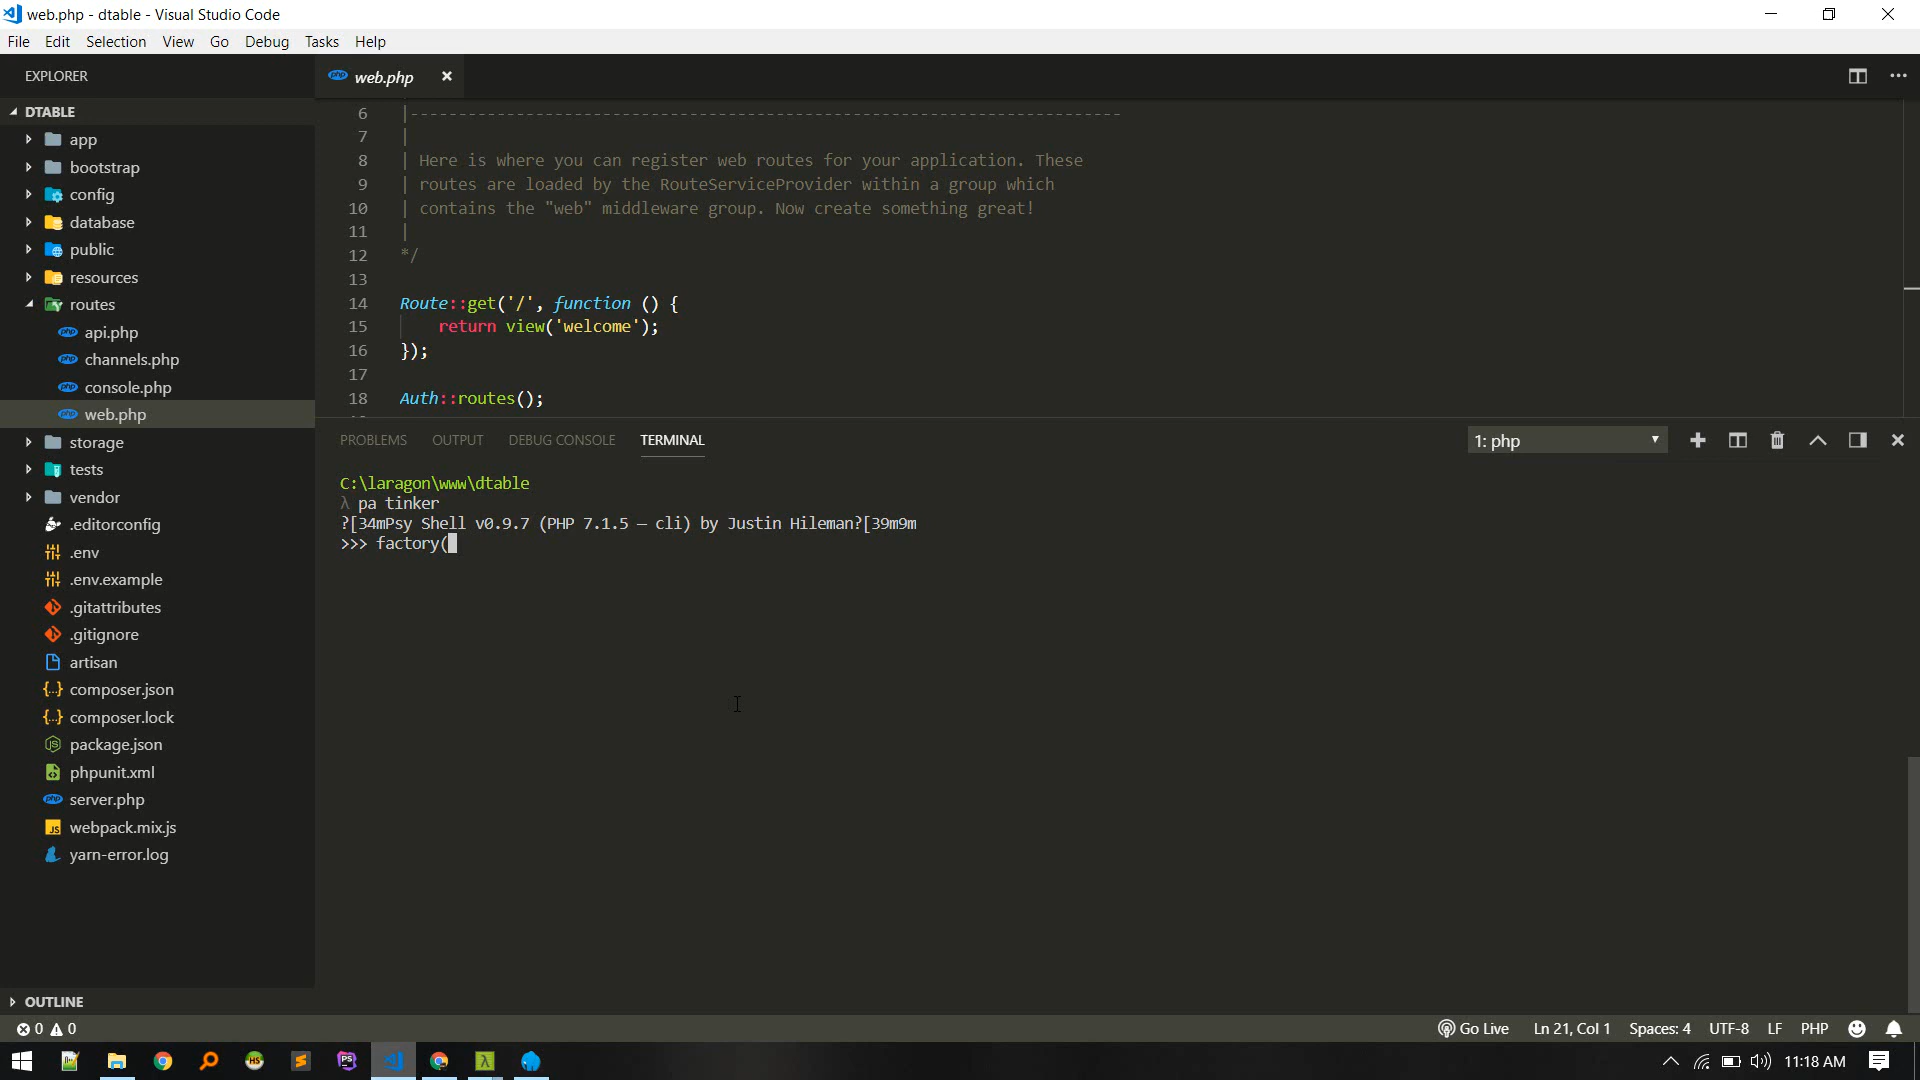 web.php - dtable - Visual Studio Code
File Edit Selection View Go Debug Tasks Help
EXPLORER
DTABLE
app
bootstrap
config
database
public
resources
routes
api.php
channels.php
console.php
web.php
storage
tests
vendor
.editorconfig
.env
.env.example
.gitattributes
.gitignore
artisan
composer.json
composer.lock
package.json
phpunit.xml
server.php
webpack.mix.js
yarn-error.log
OUTLINE
web.php
6 |--------------------------------------------------------------------------
7 |
8 | Here is where you can register web routes for your application. These
9 | routes are loaded by the RouteServiceProvider within a group which
10 | contains the "web" middleware group. Now create something great!
11 |
12 */
13
14 Route::get('/', function () {
15 return view('welcome');
16 });
17
18 Auth::routes();
PROBLEMS OUTPUT DEBUG CONSOLE TERMINAL 1: php
C:\laragon\www\dtable
λ pa tinker
?[34mPsy Shell v0.9.7 (PHP 7.1.5 — cli) by Justin Hileman?[39m9m
>>> factory(
0 0 Go Live Ln 21, Col 1 Spaces: 4 UTF-8 LF PHP
11:18 AM